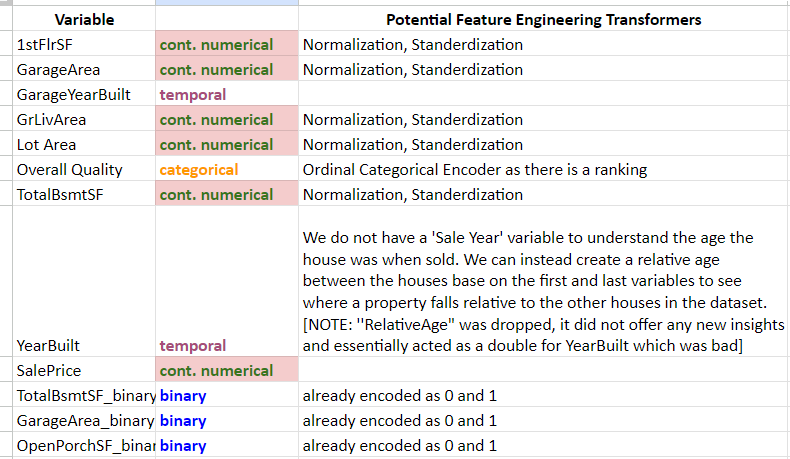 Variable Potential Feature Engineering Transformers
1stFlrSF cont. numerical Normalization, Standerdization
GarageArea cont. numerical Normalization, Standerdization
GarageYearBuilt temporal
GrLivArea cont. numerical Normalization, Standerdization
Lot Area cont. numerical Normalization, Standerdization
Overall Quality categorical Ordinal Categorical Encoder as there is a ranking
TotalBsmtSF cont. numerical Normalization, Standerdization
We do not have a 'Sale Year' variable to understand the age the
house was when sold. We can instead create a relative age
between the houses base on the first and last variables to see
where a property falls relative to the other houses in the dataset.
[NOTE: "RelativeAge" was dropped, it did not offer any new insights
YearBuilt temporal and essentially acted as a double for YearBuilt which was bad]
SalePrice cont. numerical
TotalBsmtSF_binary binary already encoded as 0 and 1
GarageArea_binary binary already encoded as 0 and 1
OpenPorchSF_binar binary already encoded as 0 and 1